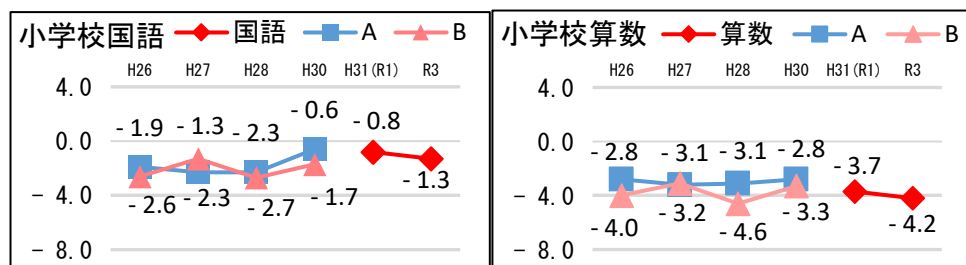 小学校国語 国語 A B
H26 H27 H28 H30 H31(R1) R3
4.0
0.0
－4.0
－8.0
- 1.9 - 1.3 - 2.3 - 0.6 - 0.8
- 2.6 - 2.3 - 2.7 - 1.7 - 1.3
小学校算数 算数 A B
H26 H27 H28 H30 H31(R1) R3
4.0
0.0
－4.0
－8.0
- 2.8 - 3.1 - 3.1 - 2.8 - 3.7
- 4.0 - 3.2 - 4.6 - 3.3 - 4.2